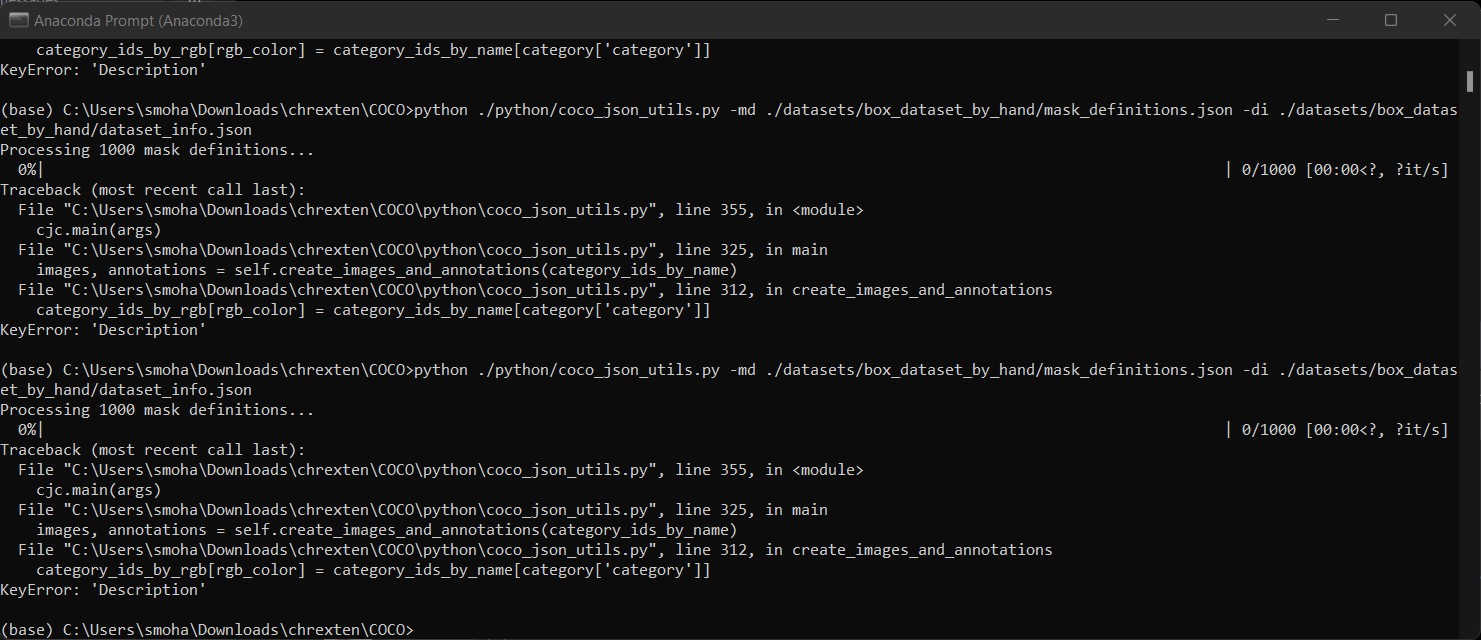 Anaconda Prompt (Anaconda3)
    category_ids_by_rgb[rgb_color] = category_ids_by_name[category['category']]
KeyError: 'Description'

(base) C:\Users\smoha\Downloads\chrexten\COCO>python ./python/coco_json_utils.py -md ./datasets/box_dataset_by_hand/mask_definitions.json -di ./datasets/box_datas
et_by_hand/dataset_info.json
Processing 1000 mask definitions...
  0%|                                                                                                                                    | 0/1000 [00:00<?, ?it/s]
Traceback (most recent call last):
  File "C:\Users\smoha\Downloads\chrexten\COCO\python\coco_json_utils.py", line 355, in <module>
    cjc.main(args)
  File "C:\Users\smoha\Downloads\chrexten\COCO\python\coco_json_utils.py", line 325, in main
    images, annotations = self.create_images_and_annotations(category_ids_by_name)
  File "C:\Users\smoha\Downloads\chrexten\COCO\python\coco_json_utils.py", line 312, in create_images_and_annotations
    category_ids_by_rgb[rgb_color] = category_ids_by_name[category['category']]
KeyError: 'Description'

(base) C:\Users\smoha\Downloads\chrexten\COCO>python ./python/coco_json_utils.py -md ./datasets/box_dataset_by_hand/mask_definitions.json -di ./datasets/box_datas
et_by_hand/dataset_info.json
Processing 1000 mask definitions...
  0%|                                                                                                                                    | 0/1000 [00:00<?, ?it/s]
Traceback (most recent call last):
  File "C:\Users\smoha\Downloads\chrexten\COCO\python\coco_json_utils.py", line 355, in <module>
    cjc.main(args)
  File "C:\Users\smoha\Downloads\chrexten\COCO\python\coco_json_utils.py", line 325, in main
    images, annotations = self.create_images_and_annotations(category_ids_by_name)
  File "C:\Users\smoha\Downloads\chrexten\COCO\python\coco_json_utils.py", line 312, in create_images_and_annotations
    category_ids_by_rgb[rgb_color] = category_ids_by_name[category['category']]
KeyError: 'Description'

(base) C:\Users\smoha\Downloads\chrexten\COCO>